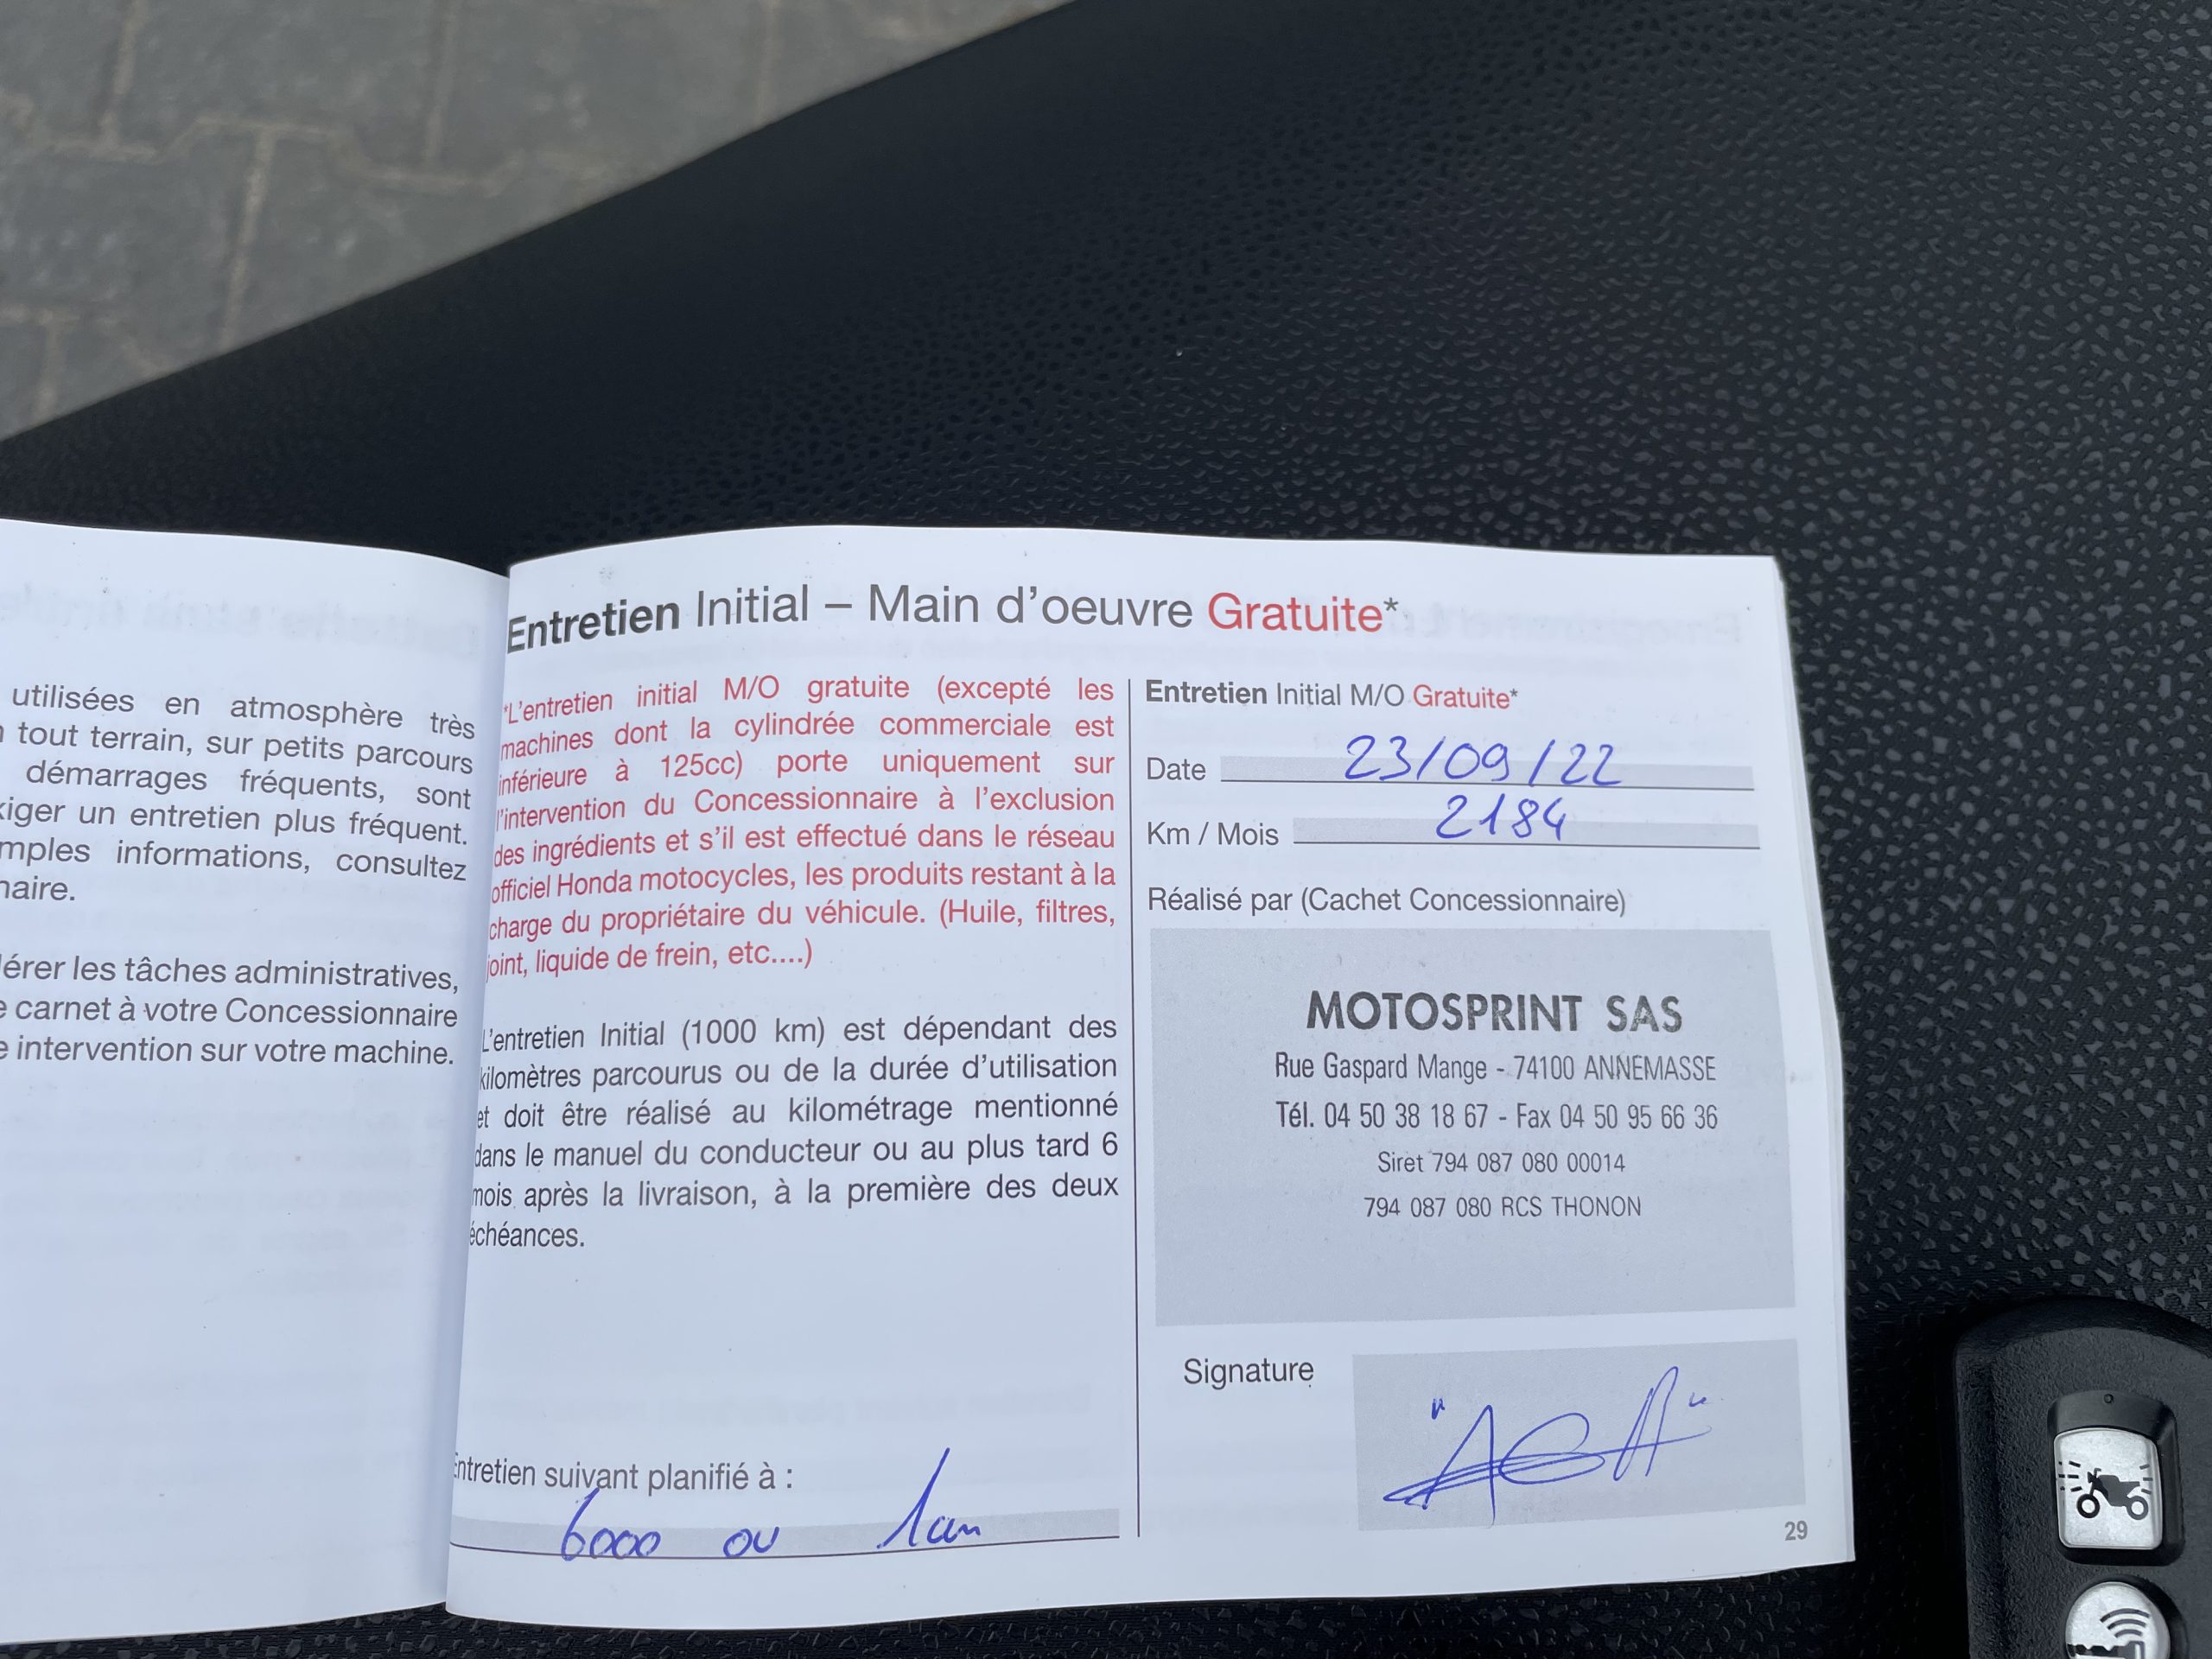 utilisées en atmosphère très
tout terrain, sur petits parcours
démarrages fréquents, sont
un entretien plus fréquent.
informations, consultez
les tâches administratives,
carnet à votre Concessionnaire
intervention sur votre machine.
Entretien Initial – Main d'oeuvre Gratuite*
*L'entretien initial M/O gratuite (excepté les
machines dont la cylindrée commerciale est
inférieure à 125cc) porte uniquement sur
l'intervention du Concessionnaire à l'exclusion
des ingrédients et s'il est effectué dans le réseau
officiel Honda motocycles, les produits restant à la
charge du propriétaire du véhicule. (Huile, filtres,
joint, liquide de frein, etc....)
L'entretien Initial (1000 km) est dépendant des
kilomètres parcourus ou de la durée d'utilisation
et doit être réalisé au kilométrage mentionné
dans le manuel du conducteur ou au plus tard 6
mois après la livraison, à la première des deux
échéances.
Entretien suivant planifié à :
6000 ou 1an
Entretien Initial M/O Gratuite*
Date 23/09/22
Km / Mois 2184
Réalisé par (Cachet Concessionnaire)
MOTOSPRINT SAS
Rue Gaspard Mange - 74100 ANNEMASSE
Tél. 04 50 38 18 67 - Fax 04 50 95 66 36
Siret 794 087 080 00014
794 087 080 RCS THONON
Signature
29